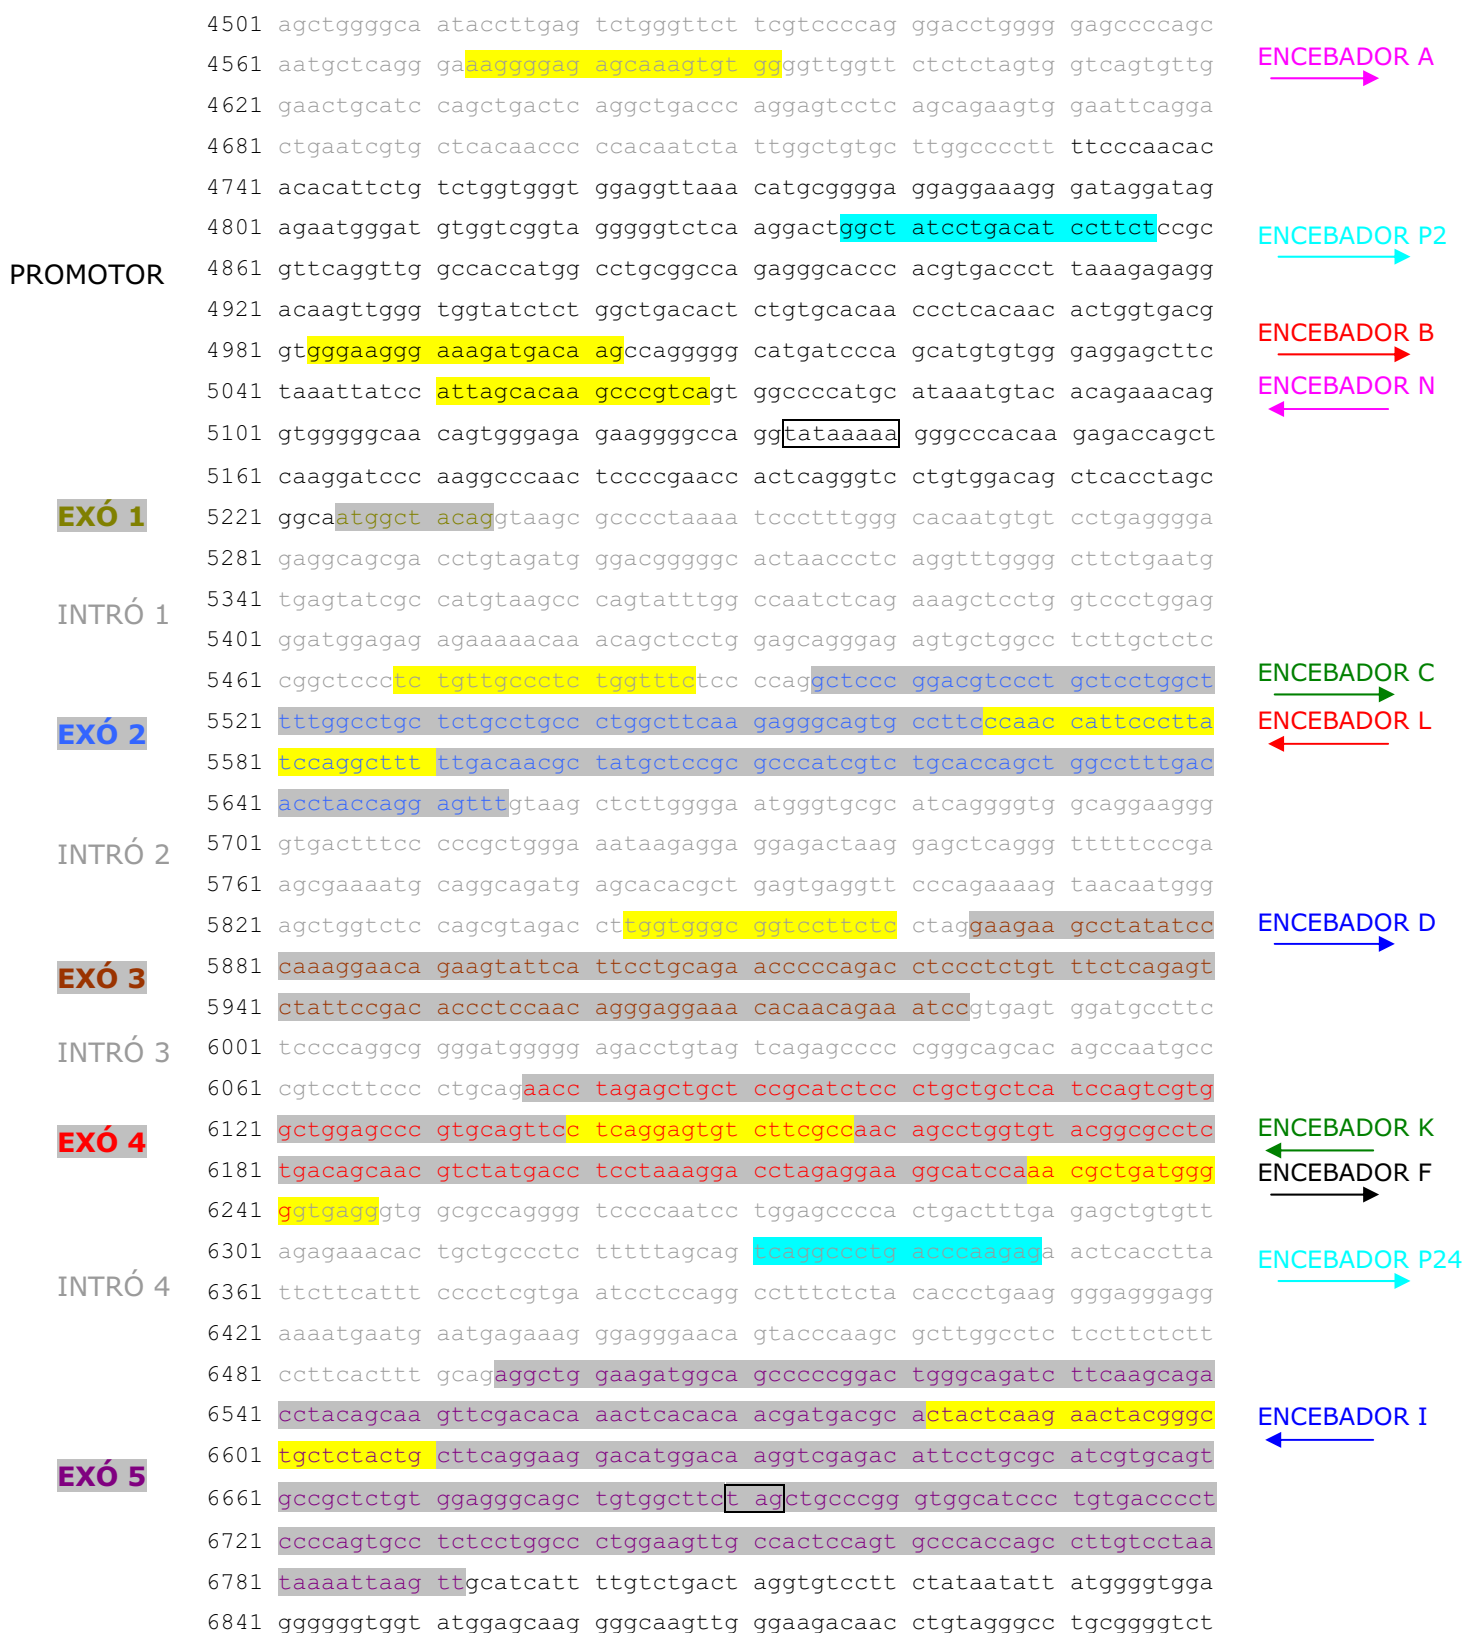 4501 agctggggca ataccttgag tctgggttct tcgtccccag ggacctgggg gagccccagc
4561 aatgctcagg gaaaggggag agcaaagtgt ggggttggtt ctctctagtg gtcagtgttg ENCEBADOR A
4621 gaactgcatc cagctgactc aggctgaccc aggagtcctc agcagaagtg gaattcagga
4681 ctgaatcgtg ctcacaaccc ccacaatcta ttggctgtgc ttggcccctt ttcccaacac
4741 acacattctg tctggtgggt ggaggttaaa catgcgggga ggaggaaagg gataggatag
4801 agaatgggat gtggtcggta gggggtctca aggactggct atcctgacat ccttctccgc ENCEBADOR P2
PROMOTOR 4861 gttcaggttg gccaccatgg cctgcggcca gagggcaccc acgtgaccct taaagagagg
4921 acaagttggg tggtatctct ggctgacact ctgtgcacaa ccctcacaac actggtgacg
4981 gtgggaaggg aaagatgaca agccaggggg catgatccca gcatgtgtgg gaggagcttc ENCEBADOR B
5041 taaattatcc attagcacaa gcccgtcagt ggccccatgc ataaatgtac acagaaacag ENCEBADOR N
5101 gtgggggcaa cagtgggaga gaaggggcca ggtataaaaa gggcccacaa gagaccagct
5161 caaggatccc aaggcccaac tccccgaacc actcagggtc ctgtggacag ctcacctagc
EXÓ 1 5221 ggcaatggct acaggtaagc gcccctaaaa tccctttggg cacaatgtgt cctgagggga
5281 gaggcagcga cctgtagatg ggacgggggc actaaccctc aggtttgggg cttctgaatg
INTRÓ 1 5341 tgagtatcgc catgtaagcc cagtatttgg ccaatctcag aaagctcctg gtccctggag
5401 ggatggagag agaaaaacaa acagctcctg gagcagggag agtgctggcc tcttgctctc
5461 cggctccctc tgttgccctc tggtttctcc ccaggctccc ggacgtccct gctcctggct ENCEBADOR C
EXÓ 2 5521 tttggcctgc tctgcctgcc ctggcttcaa gagggcagtg ccttcccaac cattccctta ENCEBADOR L
5581 tccaggcttt ttgacaacgc tatgctccgc gcccatcgtc tgcaccagct ggcctttgac
5641 acctaccagg agtttgtaag ctcttgggga atgggtgcgc atcaggggtg gcaggaaggg
INTRÓ 2 5701 gtgactttcc cccgctggga aataagagga ggagactaag gagctcaggg tttttcccga
5761 agcgaaaatg caggcagatg agcacacgct gagtgaggtt cccagaaaag taacaatggg
5821 agctggtctc cagcgtagac cttggtgggc ggtccttctc ctaggaagaa gcctatatcc ENCEBADOR D
EXÓ 3 5881 caaaggaaca gaagtattca ttcctgcaga acccccagac ctccctctgt ttctcagagt
5941 ctattccgac accctccaac agggaggaaa cacaacagaa atccgtgagt ggatgccttc
INTRÓ 3 6001 tccccaggcg gggatggggg agacctgtag tcagagcccc cgggcagcac agccaatgcc
6061 cgtccttccc ctgcagaacc tagagctgct ccgcatctcc ctgctgctca tccagtcgtg
EXÓ 4 6121 gctggagccc gtgcagttcc tcaggagtgt cttcgccaac agcctggtgt acggcgcctc ENCEBADOR K
6181 tgacagcaac gtctatgacc tcctaaagga cctagaggaa ggcatccaaa cgctgatggg ENCEBADOR F
6241 ggtgagggtg gcgccagggg tccccaatcc tggagcccca ctgactttga gagctgtgtt
6301 agagaaacac tgctgccctc tttttagcag tcaggccctg acccaagaga actcacctta ENCEBADOR P24
INTRÓ 4 6361 ttcttcattt cccctcgtga atcctccagg cctttctcta caccctgaag gggagggagg
6421 aaaatgaatg aatgagaaag ggagggaaca gtacccaagc gcttggcctc tccttctctt
6481 ccttcacttt gcagaggctg gaagatggca gcccccggac tgggcagatc ttcaagcaga
6541 cctacagcaa gttcgacaca aactcacaca acgatgacgc actactcaag aactacgggc ENCEBADOR I
6601 tgctctactg cttcaggaag gacatggaca aggtcgagac attcctgcgc atcgtgcagt
EXÓ 5 6661 gccgctctgt ggagggcagc tgtggcttct agctgcccgg gtggcatccc tgtgacccct
6721 ccccagtgcc tctcctggcc ctggaagttg ccactccagt gcccaccagc cttgtcctaa
6781 taaaattaag ttgcatcatt ttgtctgact aggtgtcctt ctataatatt atggggtgga
6841 ggggggtggt atggagcaag gggcaagttg ggaagacaac ctgtagggcc tgcggggtct